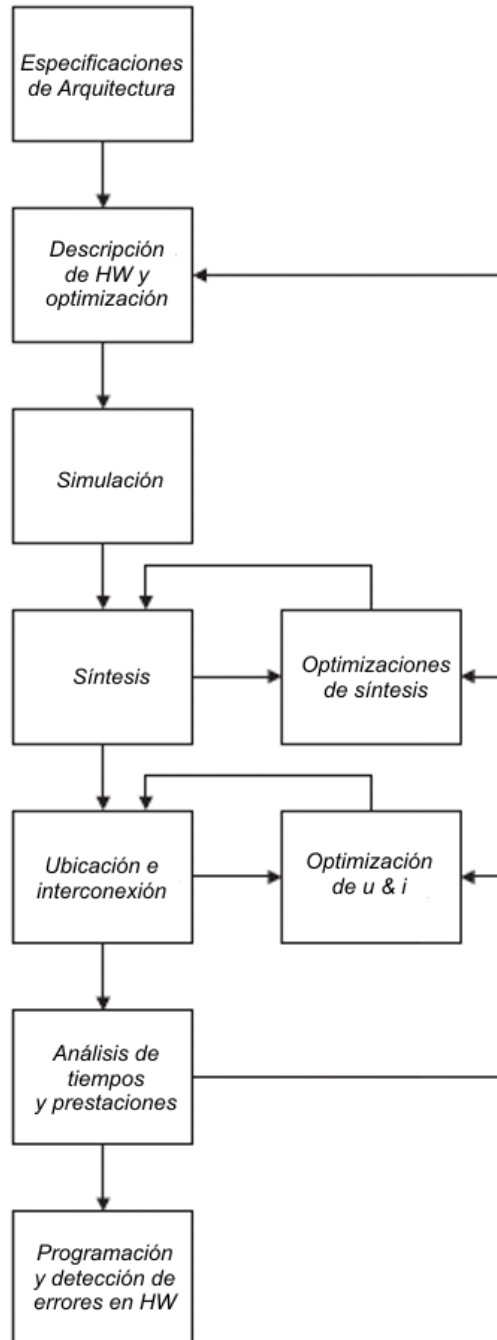 Especificaciones
de Arquitectura
Descripción
de HW y
optimización
Simulación
Síntesis
Optimizaciones
de síntesis
Ubicación e
interconexión
Optimización
de u & i
Análisis de
tiempos
y prestaciones
Programación
y detección de
errores en HW